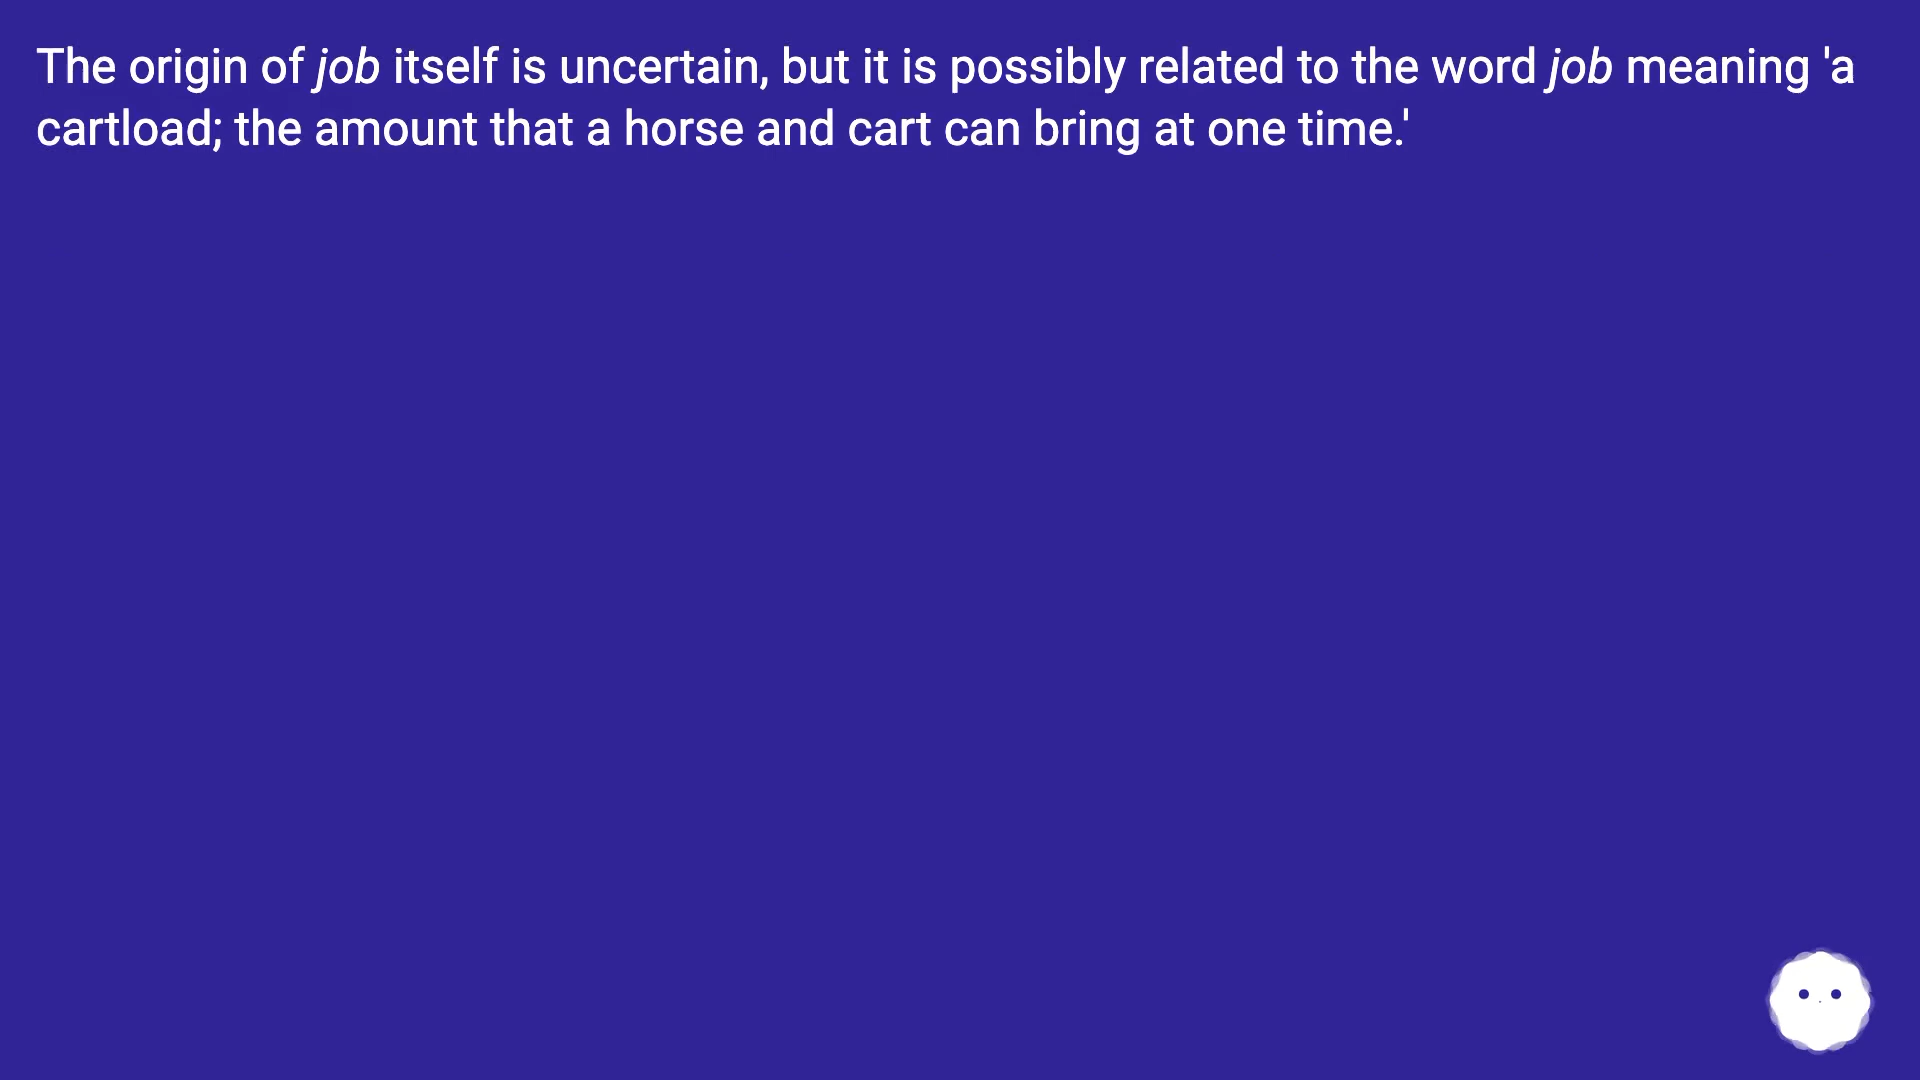 The origin of job itself is uncertain, but it is possibly related to the word job meaning 'a
cartload; the amount that a horse and cart can bring at one time.'